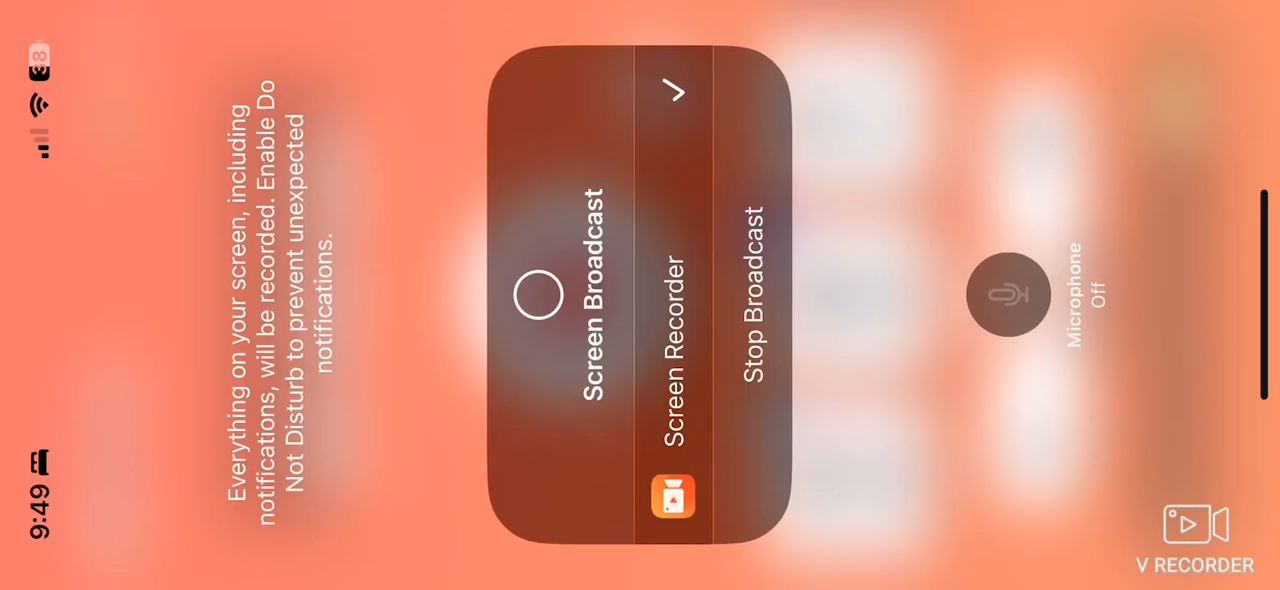 9:49
38
Everything on your screen, including
notifications, will be recorded. Enable Do
Not Disturb to prevent unexpected
notifications.
Screen Broadcast
Screen Recorder
Stop Broadcast
Microphone
Off
V RECORDER